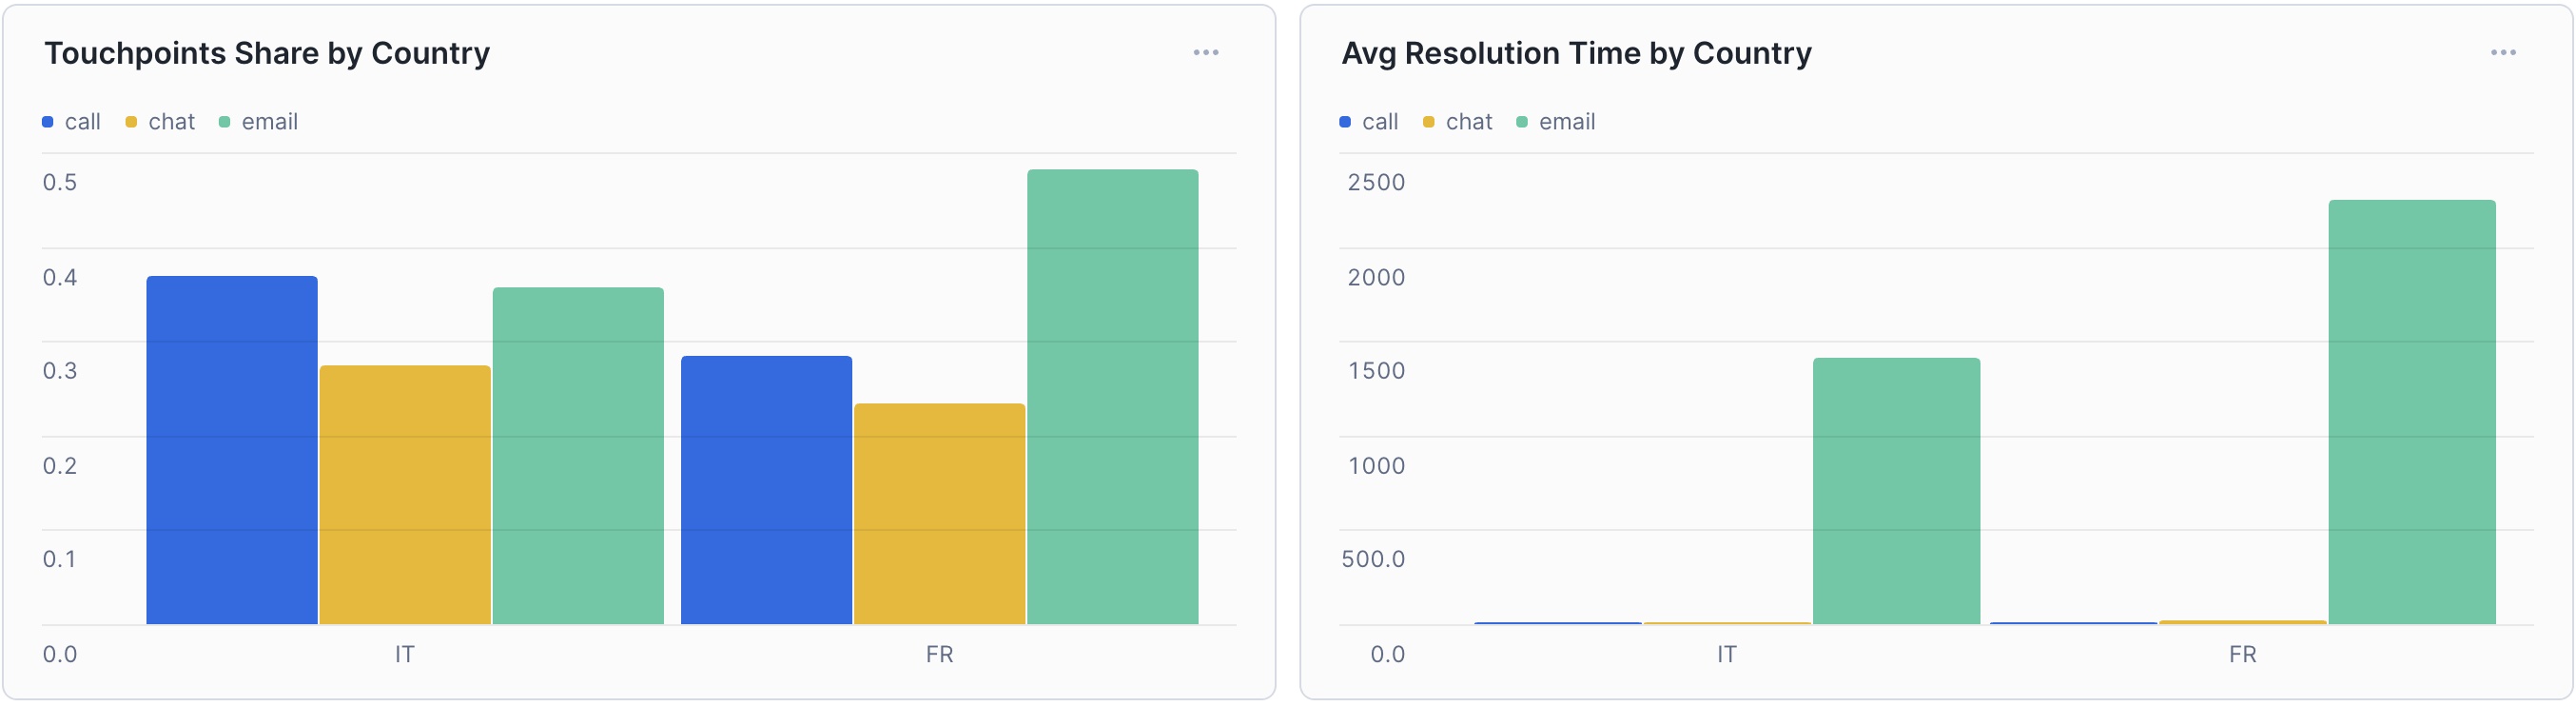 Touchpoints Share by Country
call chat email
0.5
0.4
0.3
0.2
0.1
0.0
IT FR
Avg Resolution Time by Country
call chat email
2500
2000
1500
1000
500.0
0.0
IT FR